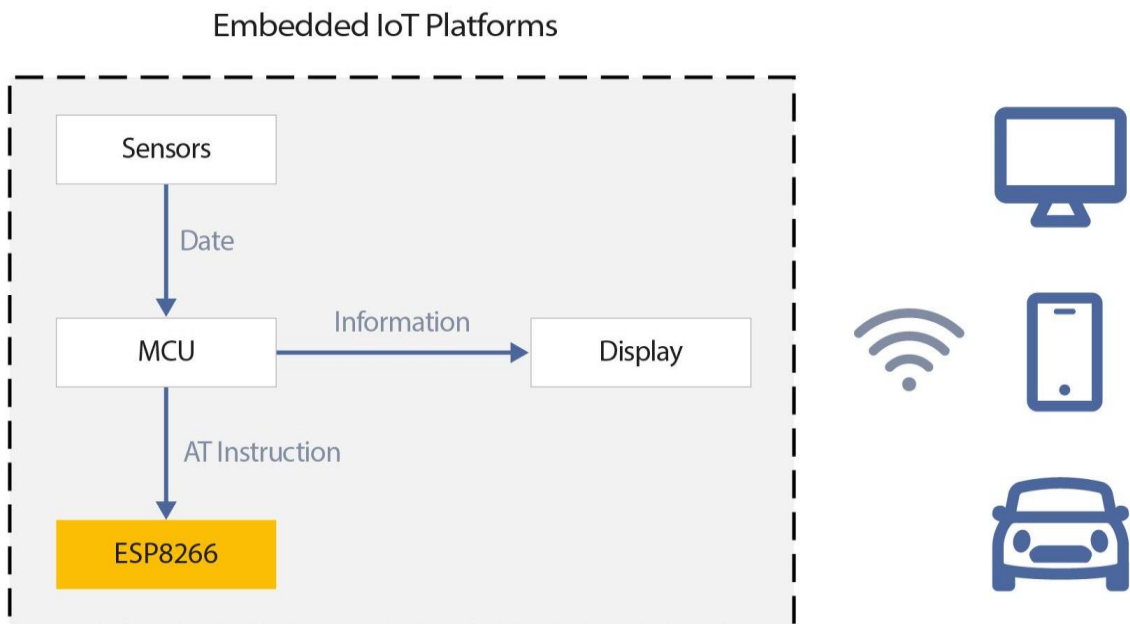 Embedded IoT Platforms
Sensors
Date
MCU
Information
Display
AT Instruction
ESP8266